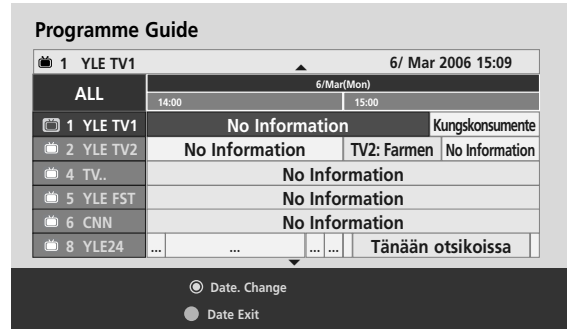 Programme Guide
1 YLE TV1 6/ Mar 2006 15:09
ALL
6/Mar(Mon)
14:00 15:00
1 YLE TV1 No Information Kungskonsumente
2 YLE TV2 No Information TV2: Farmen No Information
4 TV.. No Information
5 YLE FST No Information
6 CNN No Information
8 YLE24 ... ... ... ... Tänään otsikoissa
Date. Change
Date Exit